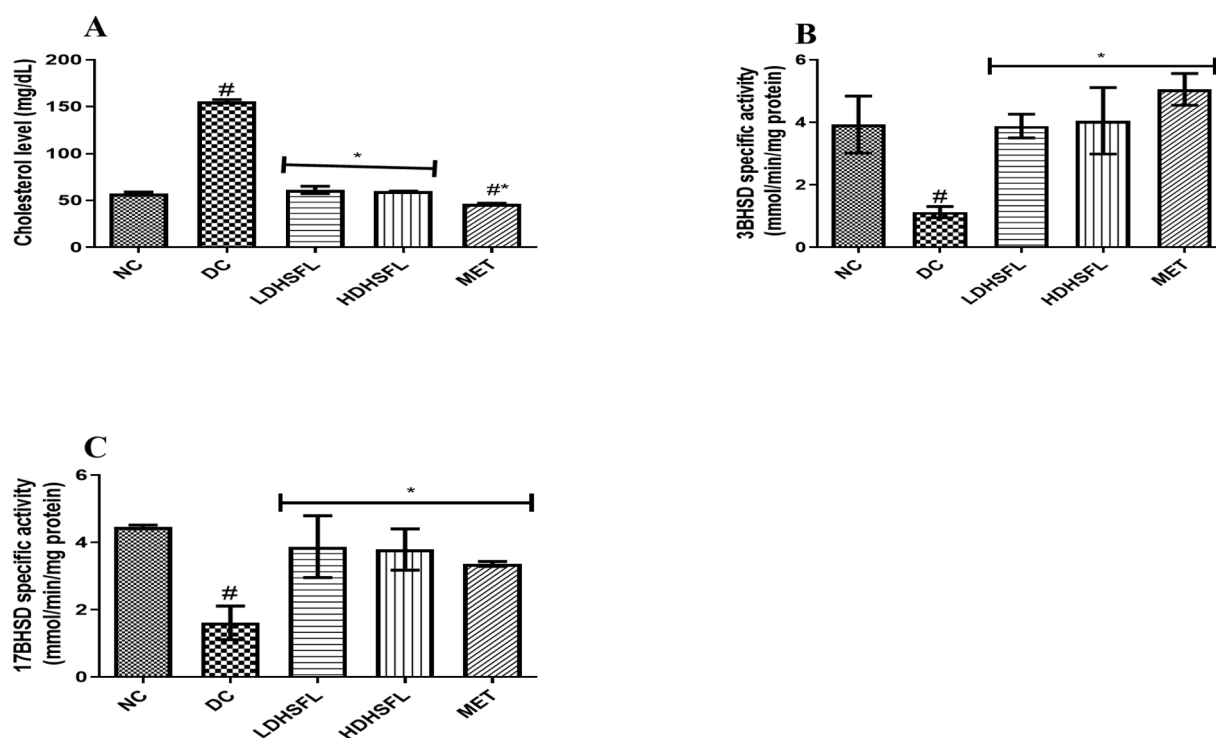 A
Cholesterol level (mg/dL)
200
150
100
50
0
#
*
#*
NC
DC
LDHSFL
HDHSFL
MET
B
3BHSD specific activity
(mmol/min/mg protein)
6
4
2
0
#
*
NC
DC
LDHSFL
HDHSFL
MET
C
17BHSD specific activity
(mmol/min/mg protein)
6
4
2
0
#
*
NC
DC
LDHSFL
HDHSFL
MET